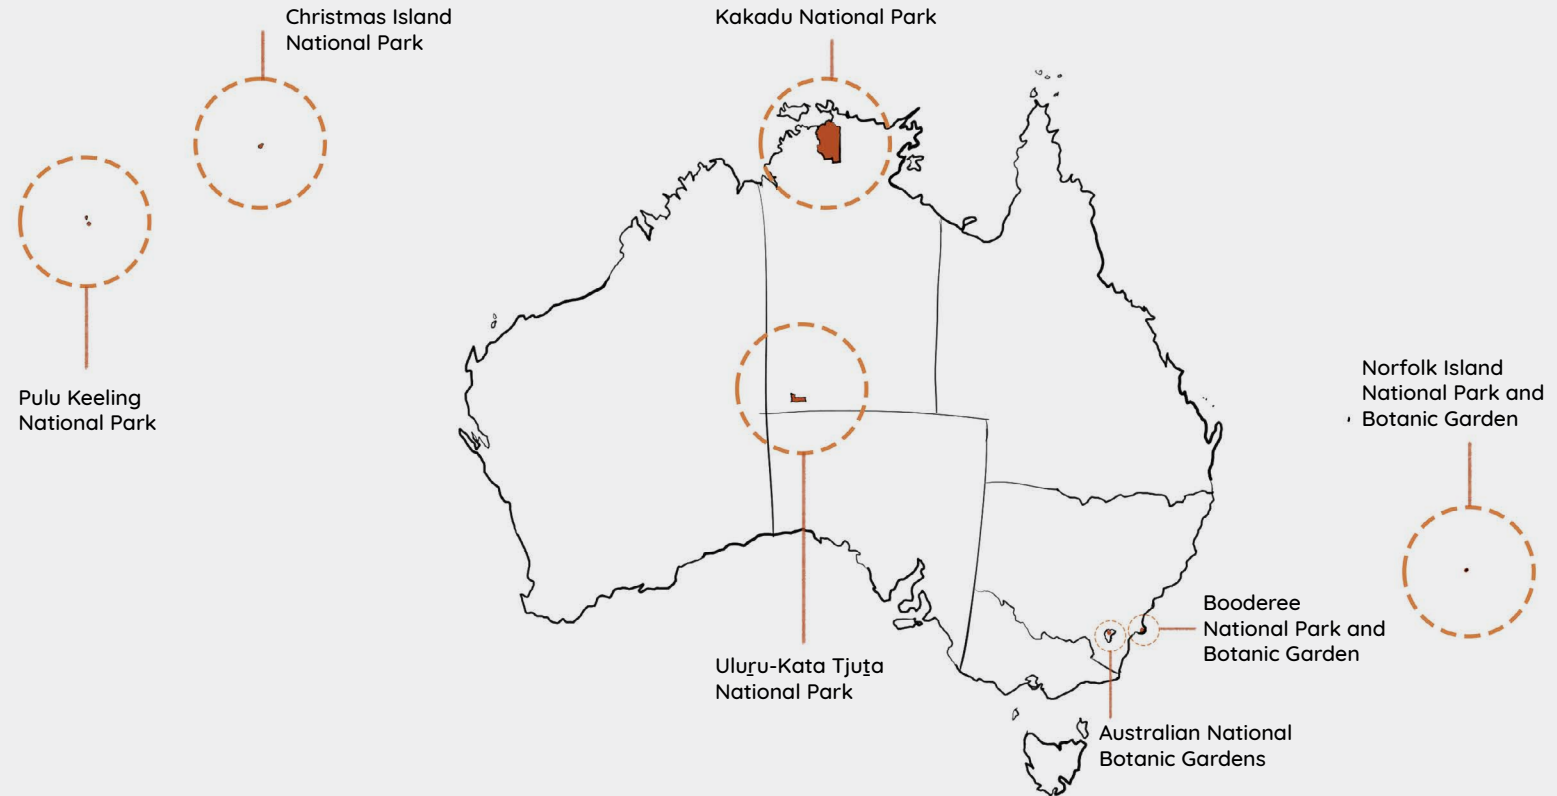 Christmas Island
National Park
Kakadu National Park
Pulu Keeling
National Park
Norfolk Island
National Park and
Botanic Garden
Booderee
National Park and
Botanic Garden
Uluṟu-Kata Tjuṯa
National Park
Australian National
Botanic Gardens